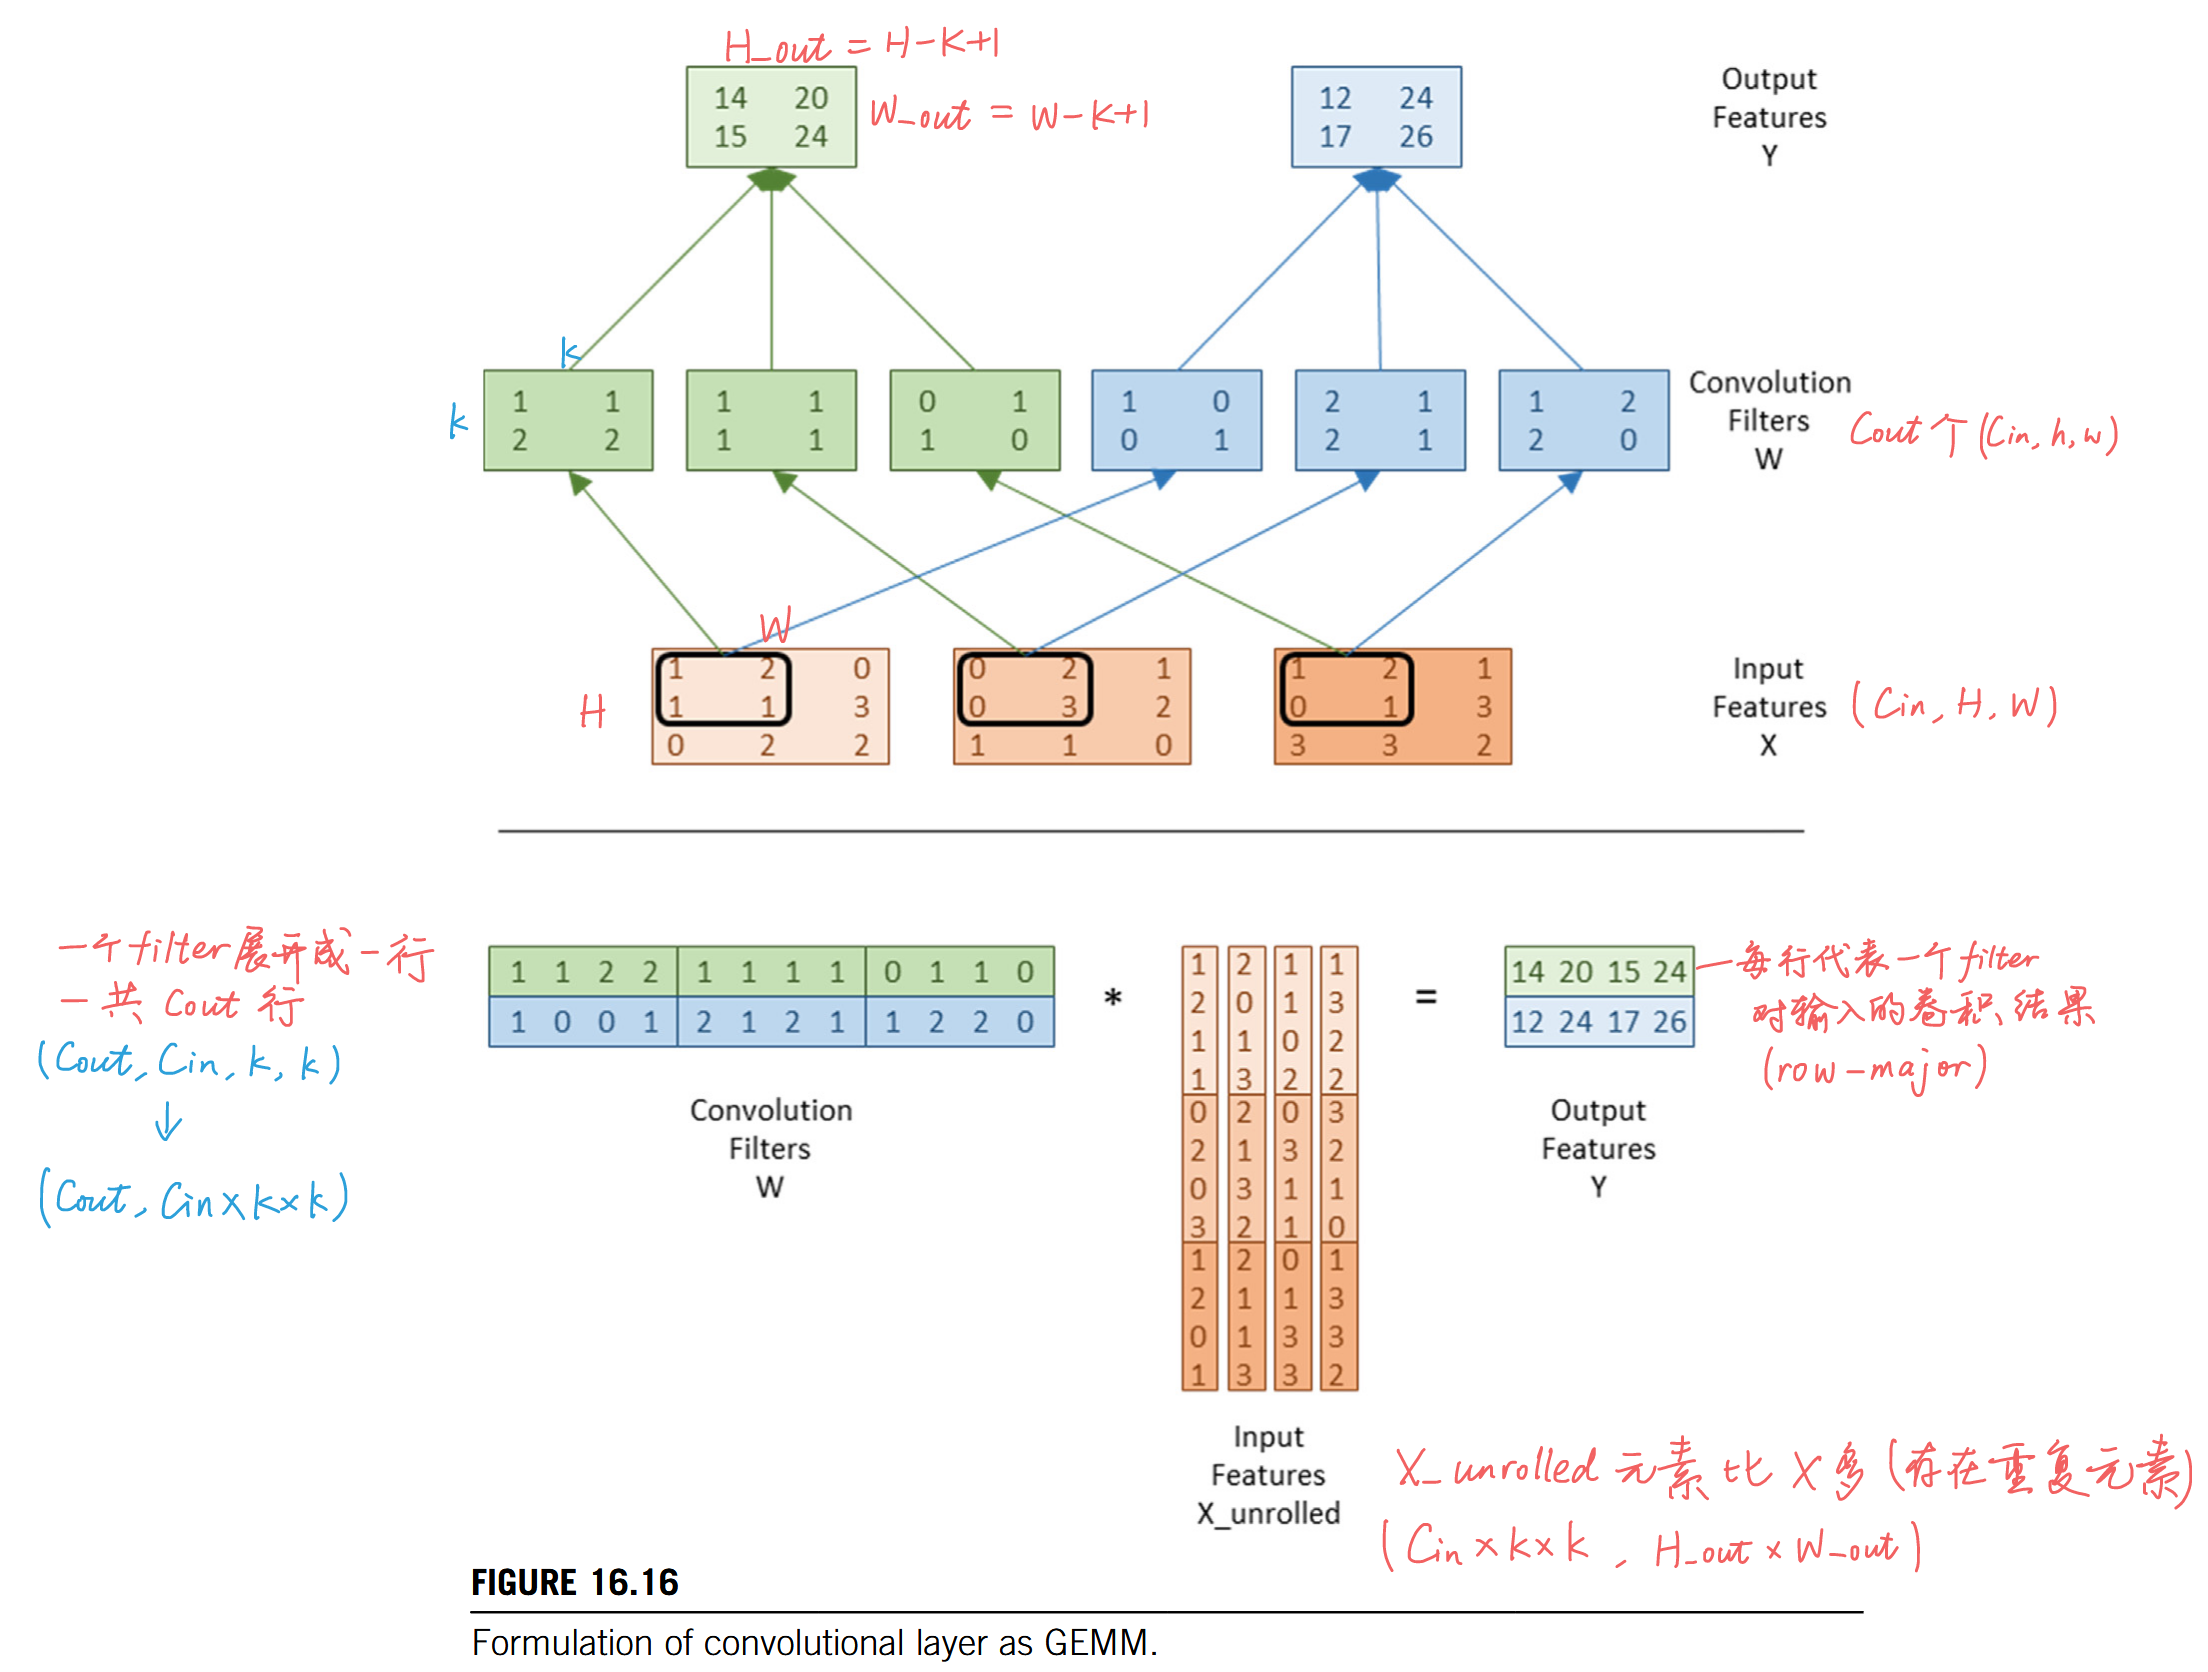 H_out = H-K+1
14 20
15 24
W_out = W-K+1
12 24
17 26
Output
Features
Y
k
k
1 1
2 2
1 1
1 1
0 1
1 0
1 0
0 1
2 1
2 1
1 2
2 0
Convolution
Filters
W
Cout个(Cin, h, w)
W
H
1 2 0
1 1 3
0 2 2
0 2 1
0 3 2
1 1 0
1 2 1
0 1 3
3 3 2
Input
Features
X
(Cin, H, W)
一个filter展开成一行
一共 Cout 行
(Cout, Cin, k, k)
↓
(Cout, Cin×k×k)
1 1 2 2 1 1 1 1 0 1 1 0
1 0 0 1 2 1 2 1 1 2 2 0
Convolution
Filters
W
*
1 2 1 1
2 0 1 3
1 1 0 2
1 3 2 2
0 2 0 3
2 1 3 2
0 3 1 1
3 2 1 0
1 2 0 1
2 1 1 3
0 1 3 3
1 3 3 2
Input
Features
X_unrolled
=
14 20 15 24
12 24 17 26
Output
Features
Y
一每行代表一个filter
对输入的卷积结果
(row-major)
X_unrolled 元素比 X多(存在重复元素)
(Cin×k×k, H_out×W_out)
FIGURE 16.16
Formulation of convolutional layer as GEMM.